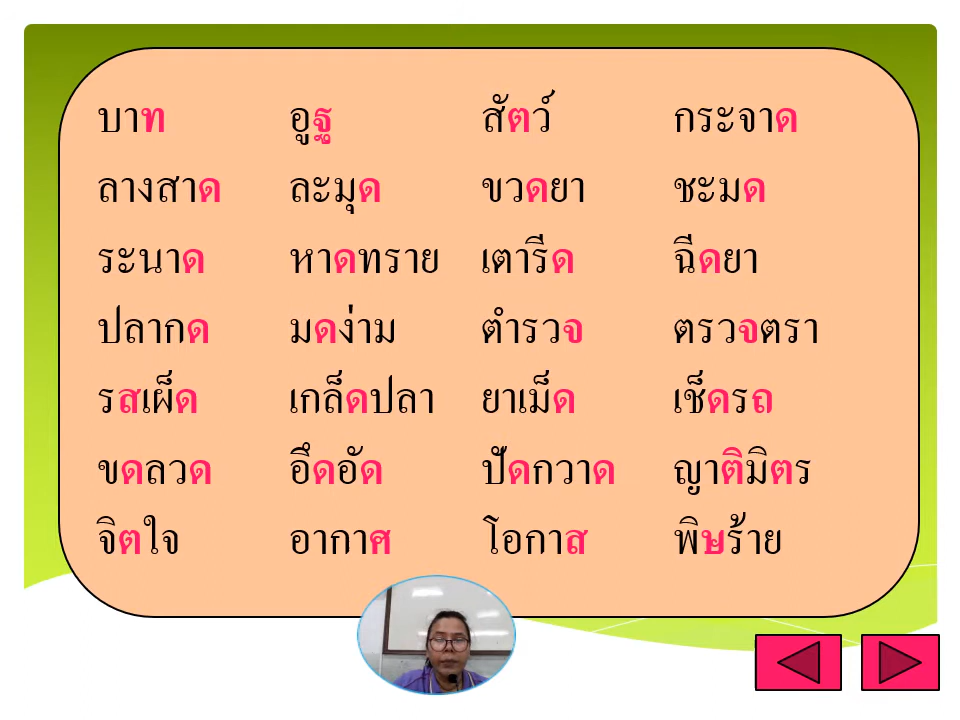 บาท อูฐ สัตว์ กระจาด
ลางสาด ละมุด ขวดยา ชะมด
ระนาด หาดทราย เตารีด ฉีดยา
ปลากด มดง่าม ตำรวจ ตรวจตรา
รสเผ็ด เกล็ดปลา ยาเม็ด เช็ดรถ
ขดลวด อึดอัด ปัดกวาด ญาติมิตร
จิตใจ อากาศ โอกาส พิษร้าย